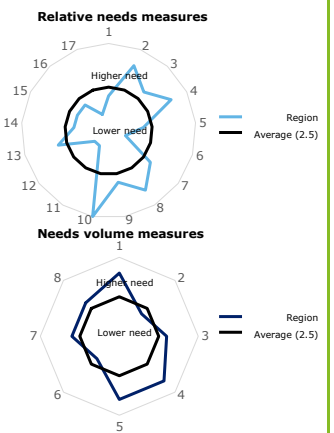 Relative needs measures
1
17
2
16
3
Higher need
15
4
Region
14
Lower need
5
Average (2.5)
13
6
12
7
11
8
10
9
Needs volume measures
1
8
Higher need
2
Region
7
Lower need
3
Average (2.5)
6
4
5